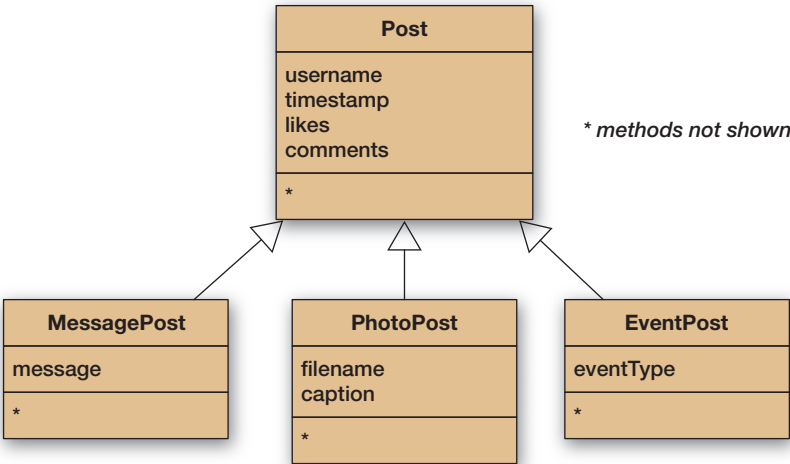 Post
username
timestamp
likes
comments
*
* methods not shown
MessagePost
message
*
PhotoPost
filename
caption
*
EventPost
eventType
*